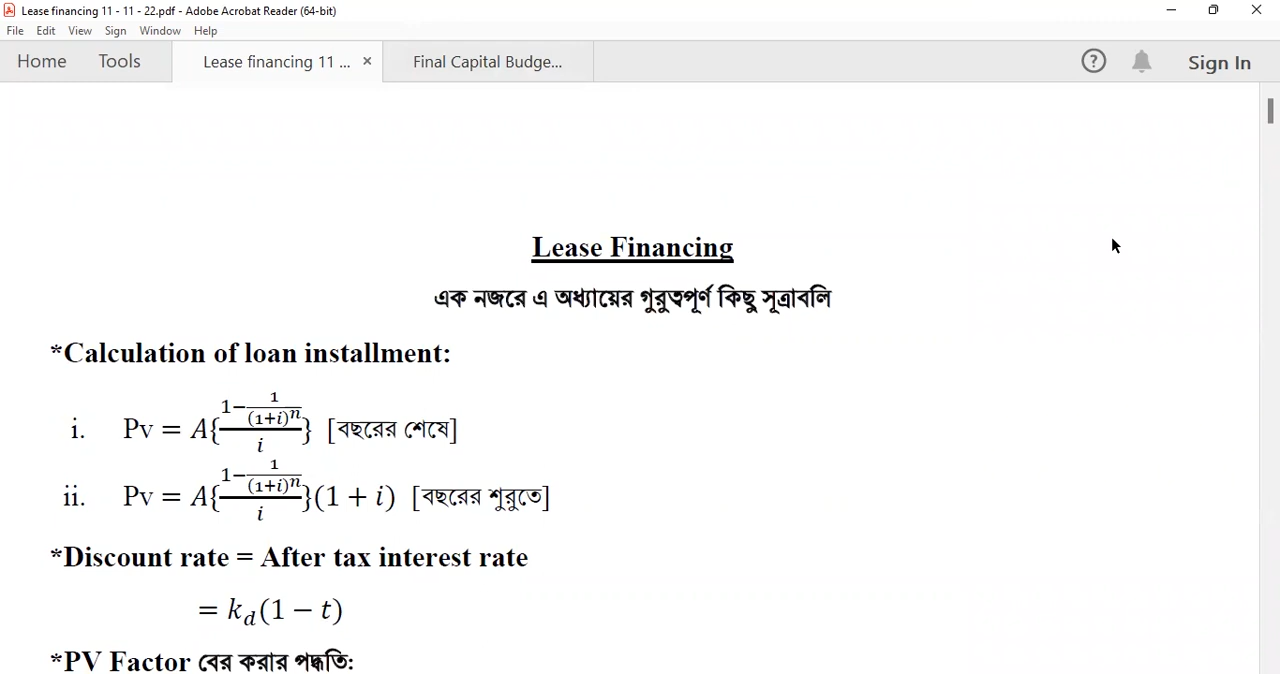 Lease financing 11 - 11 - 22.pdf - Adobe Acrobat Reader (64-bit)
File Edit View Sign Window Help
Home Tools Lease financing 11 ... × Final Capital Budge... ? Sign In
Lease Financing
এক নজরে এ অধ্যায়ের গুরুত্বপূর্ণ কিছু সূত্রাবলি
*Calculation of loan installment:
i. Pv = A{(1−1/(1+i)ⁿ)/i} [বছরের শেষে]
ii. Pv = A{(1−1/(1+i)ⁿ)/i}(1 + i) [বছরের শুরুতে]
*Discount rate = After tax interest rate
= k_d(1 − t)
*PV Factor বের করার পদ্ধতি: